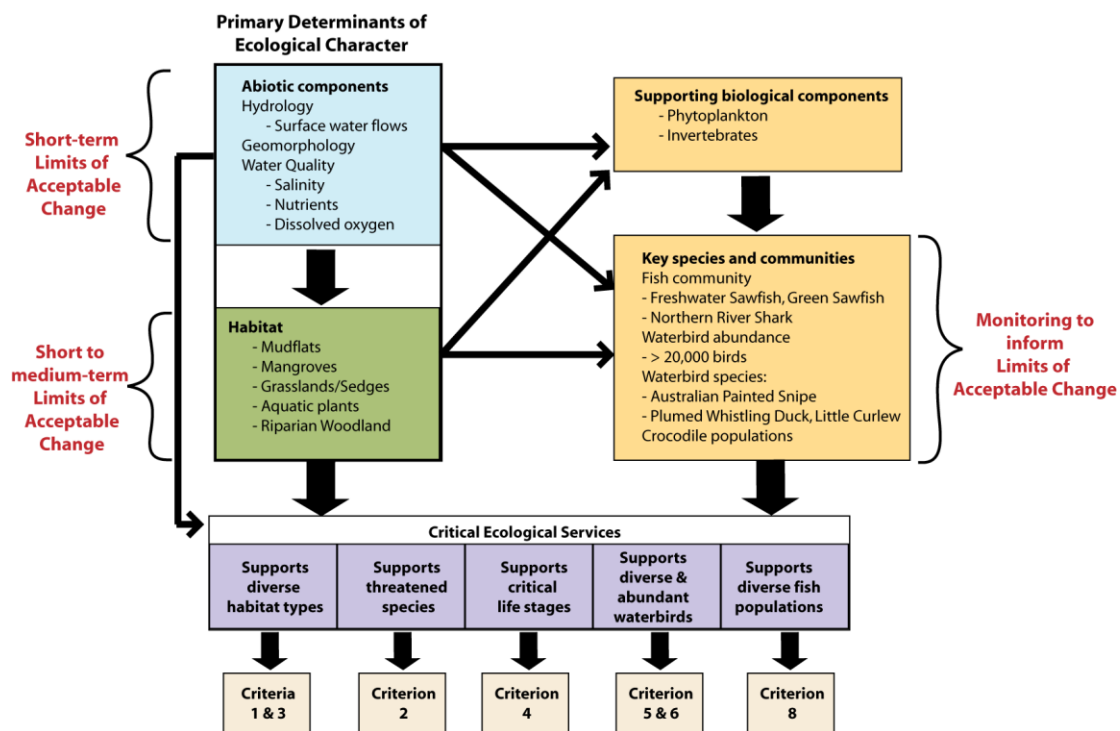 Primary Determinants of
Ecological Character
Short-term
Limits of
Acceptable
Change
Abiotic components
Hydrology
- Surface water flows
Geomorphology
Water Quality
- Salinity
- Nutrients
- Dissolved oxygen
Supporting biological components
- Phytoplankton
- Invertebrates
Short to
medium-term
Limits of
Acceptable
Change
Habitat
- Mudflats
- Mangroves
- Grasslands/Sedges
- Aquatic plants
- Riparian Woodland
Key species and communities
Fish community
- Freshwater Sawfish, Green Sawfish
- Northern River Shark
Waterbird abundance
- > 20,000 birds
Waterbird species:
- Australian Painted Snipe
- Plumed Whistling Duck, Little Curlew
Crocodile populations
Monitoring to
inform
Limits of
Acceptable Change
Critical Ecological Services
Supports
diverse
habitat types
Supports
threatened
species
Supports
critical
life stages
Supports
diverse &
abundant
waterbirds
Supports
diverse fish
populations
Criteria
1 & 3
Criterion
2
Criterion
4
Criterion
5 & 6
Criterion
8